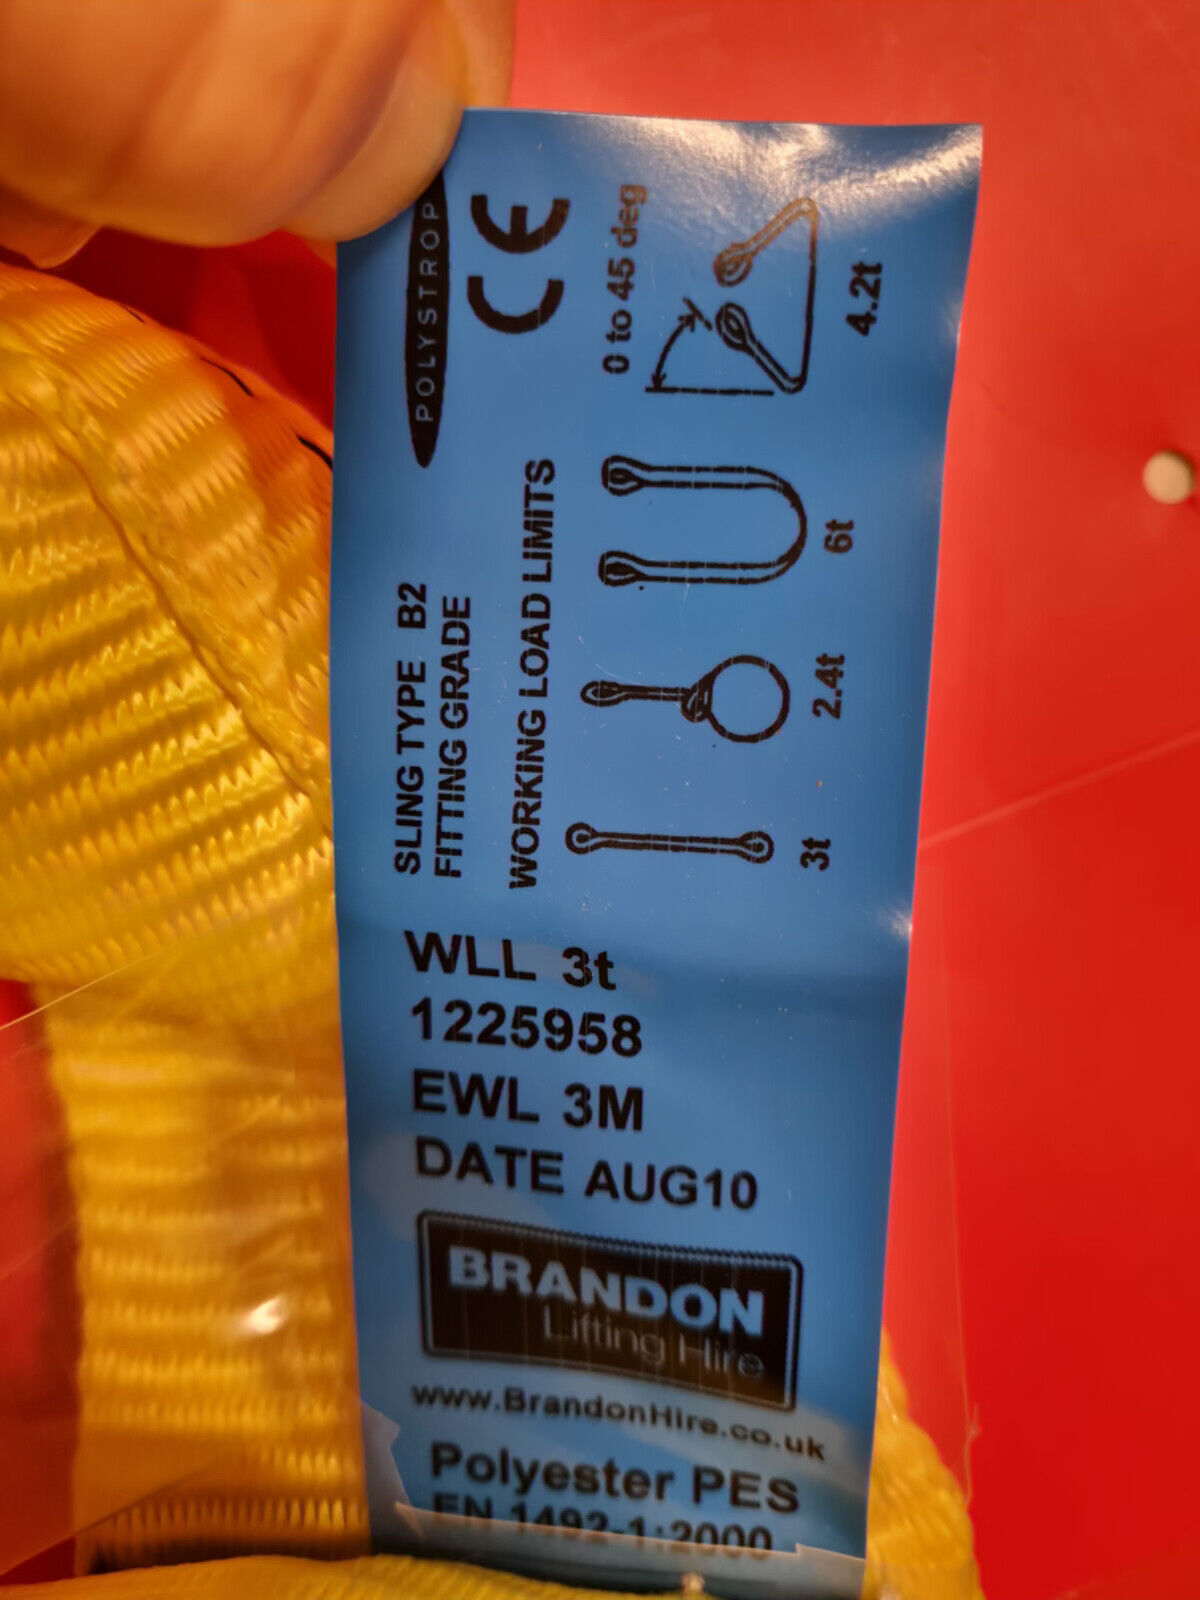 POLYSTROP
CE
SLING TYPE B2
FITTING GRADE
WORKING LOAD LIMITS
0 to 45 deg
3t
2.4t
6t
4.2t
WLL 3t
1225958
EWL 3M
DATE AUG10
BRANDON
Lifting Hire
www.BrandonHire.co.uk
Polyester PES
EN 1492-1:2000